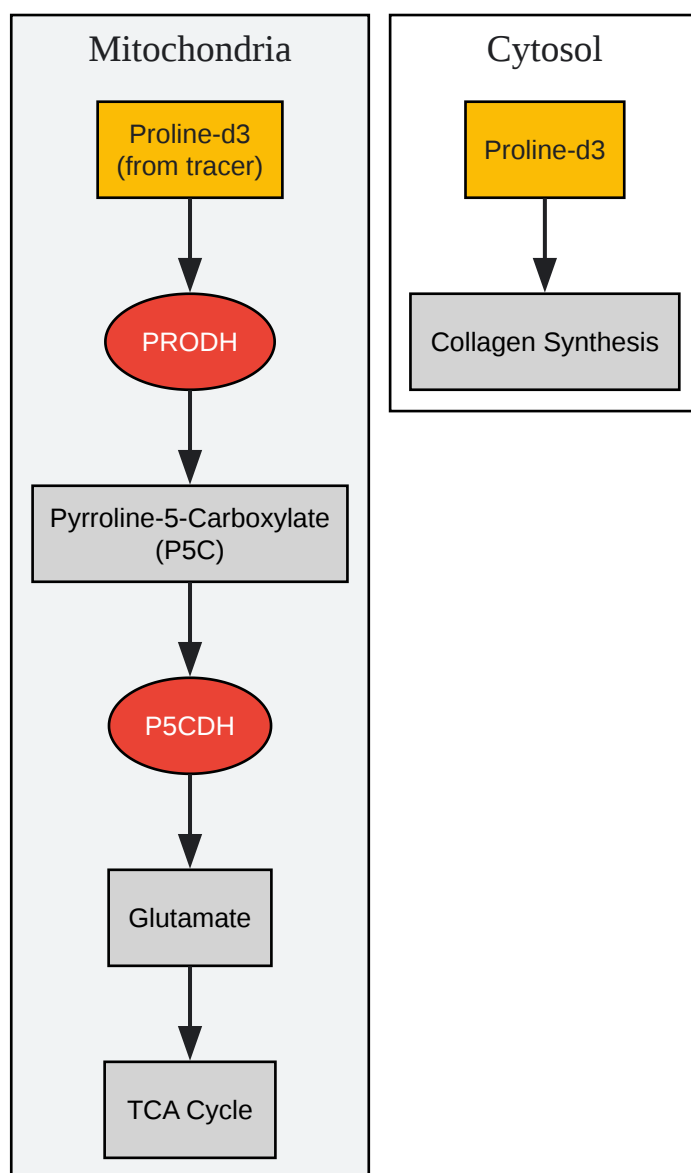 Mitochondria
Proline-d3
(from tracer)
PRODH
Pyrroline-5-Carboxylate
(P5C)
P5CDH
Glutamate
TCA Cycle
Cytosol
Proline-d3
Collagen Synthesis